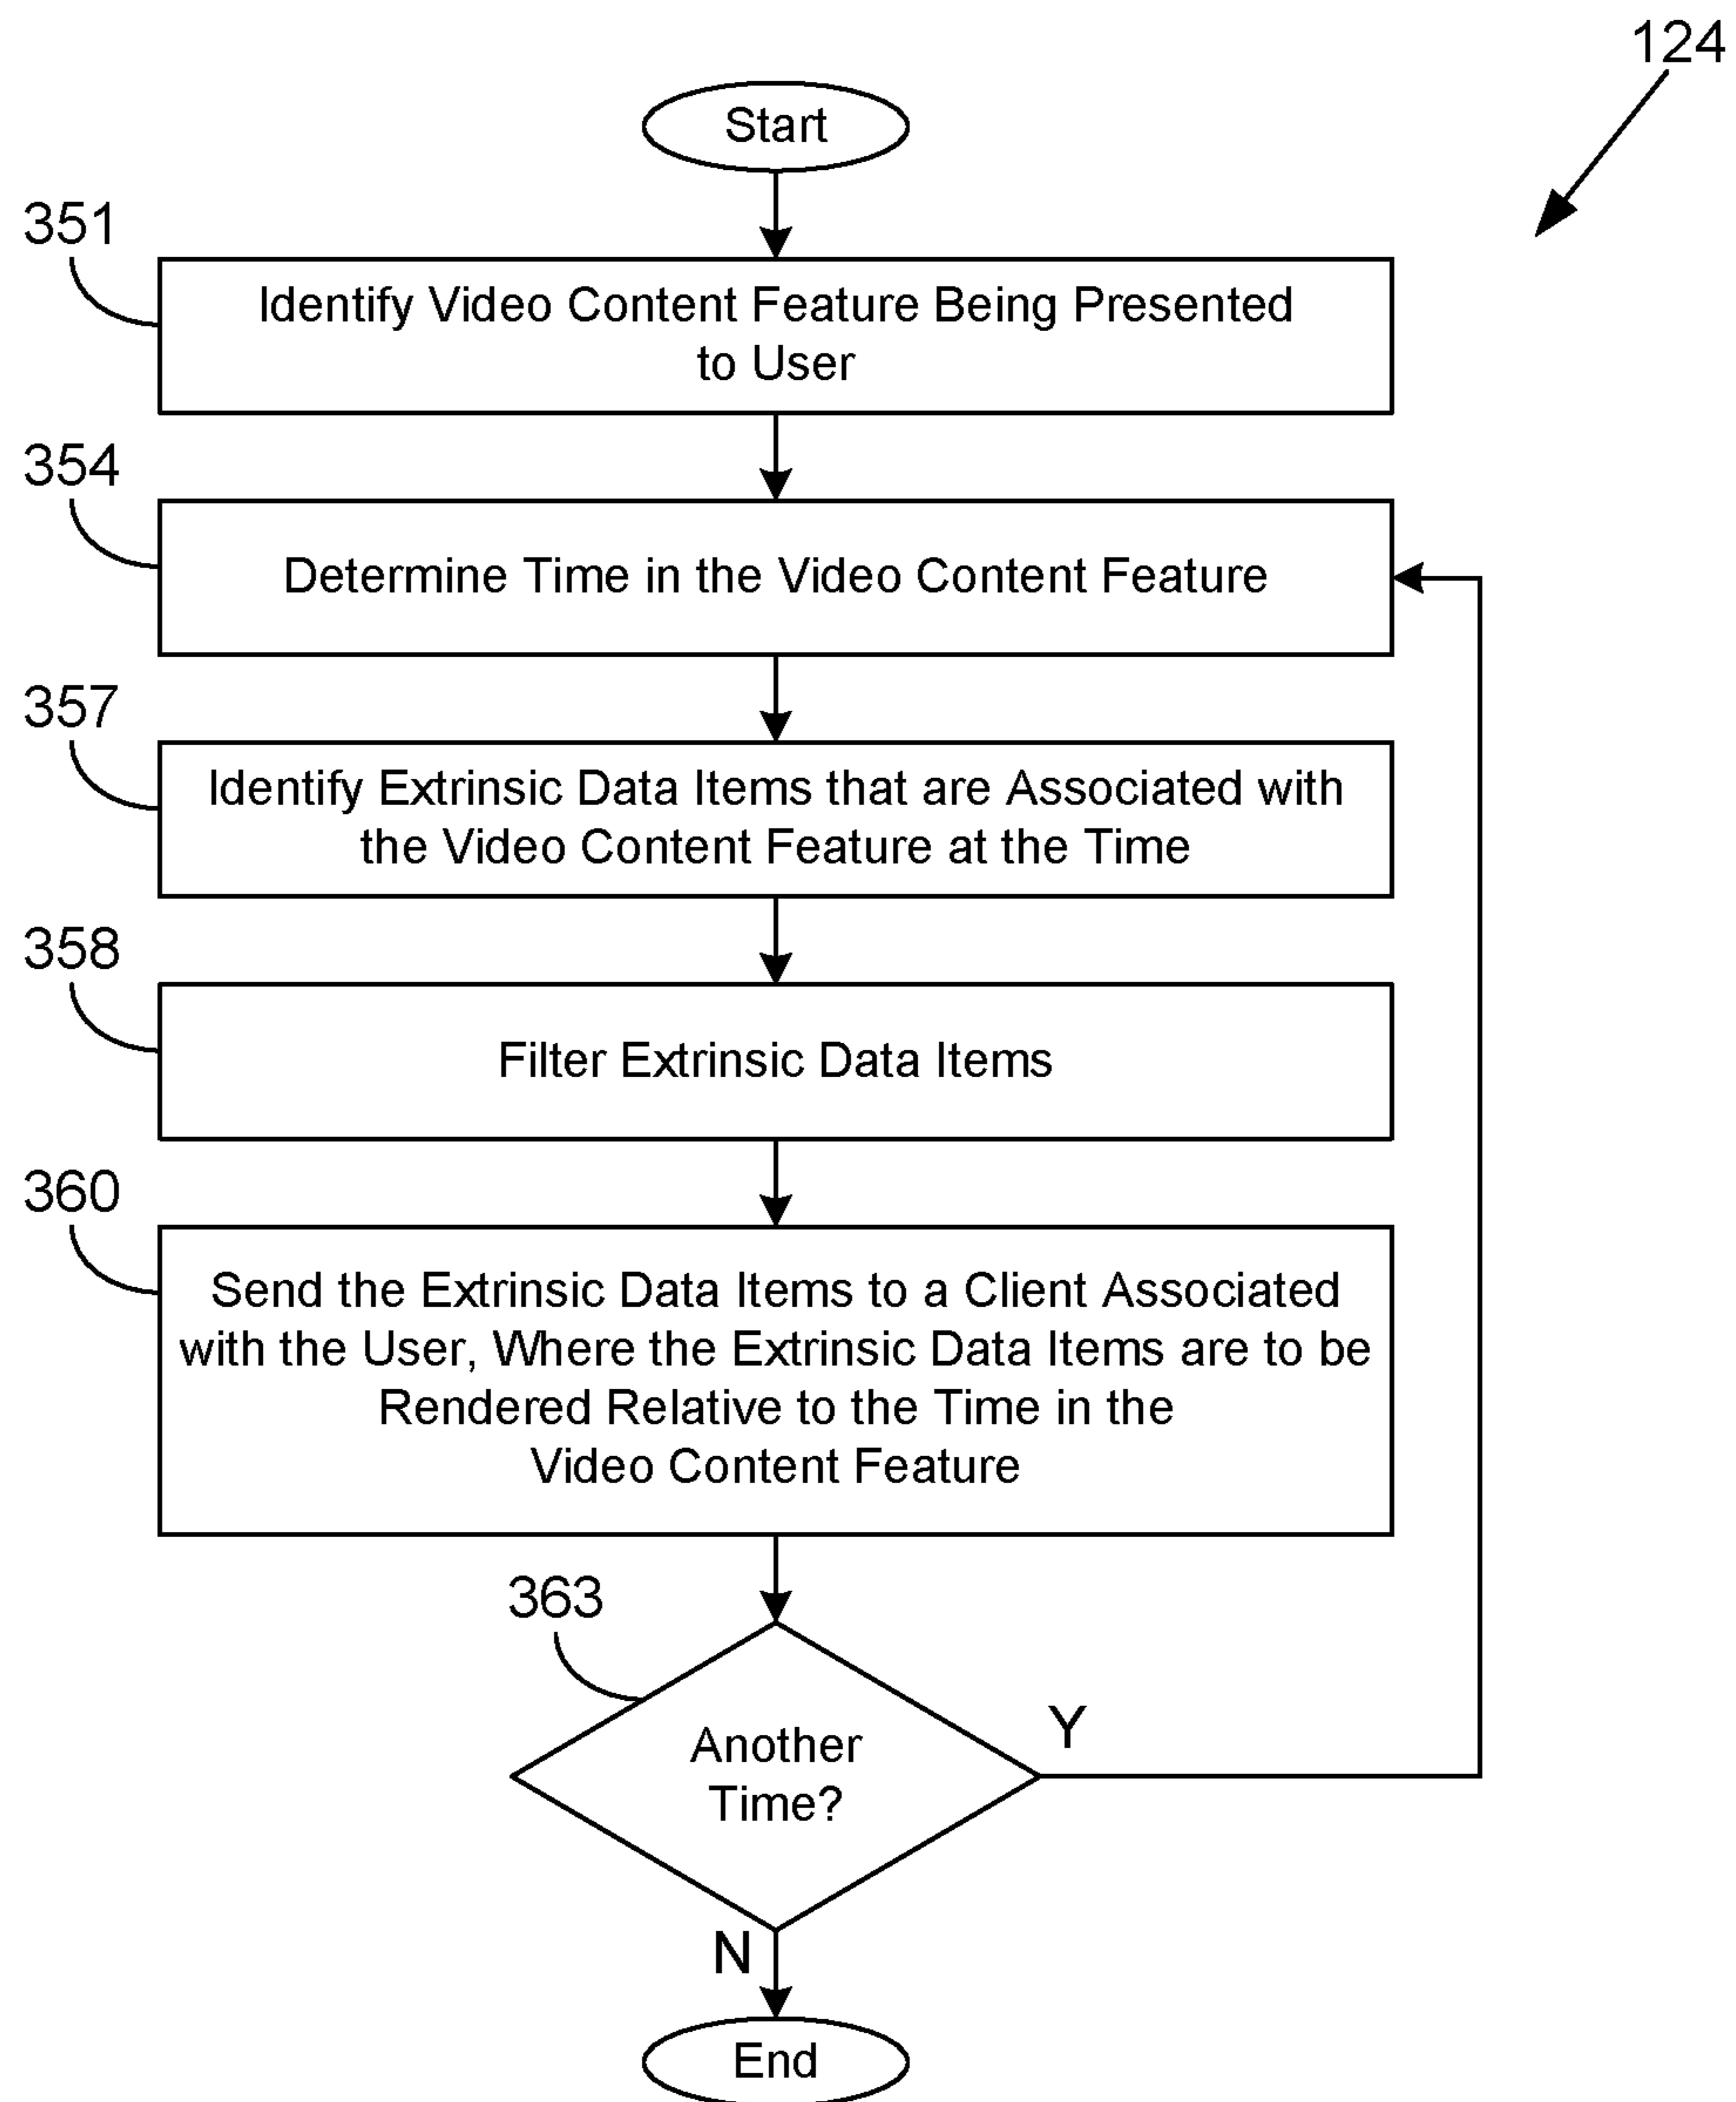 124
Start
351
Identify Video Content Feature Being Presented
to User
354
Determine Time in the Video Content Feature
357
Identify Extrinsic Data Items that are Associated with
the Video Content Feature at the Time
358
Filter Extrinsic Data Items
360
Send the Extrinsic Data Items to a Client Associated
with the User, Where the Extrinsic Data Items are to be
Rendered Relative to the Time in the
Video Content Feature
363
Another
Time?
Y
N
End